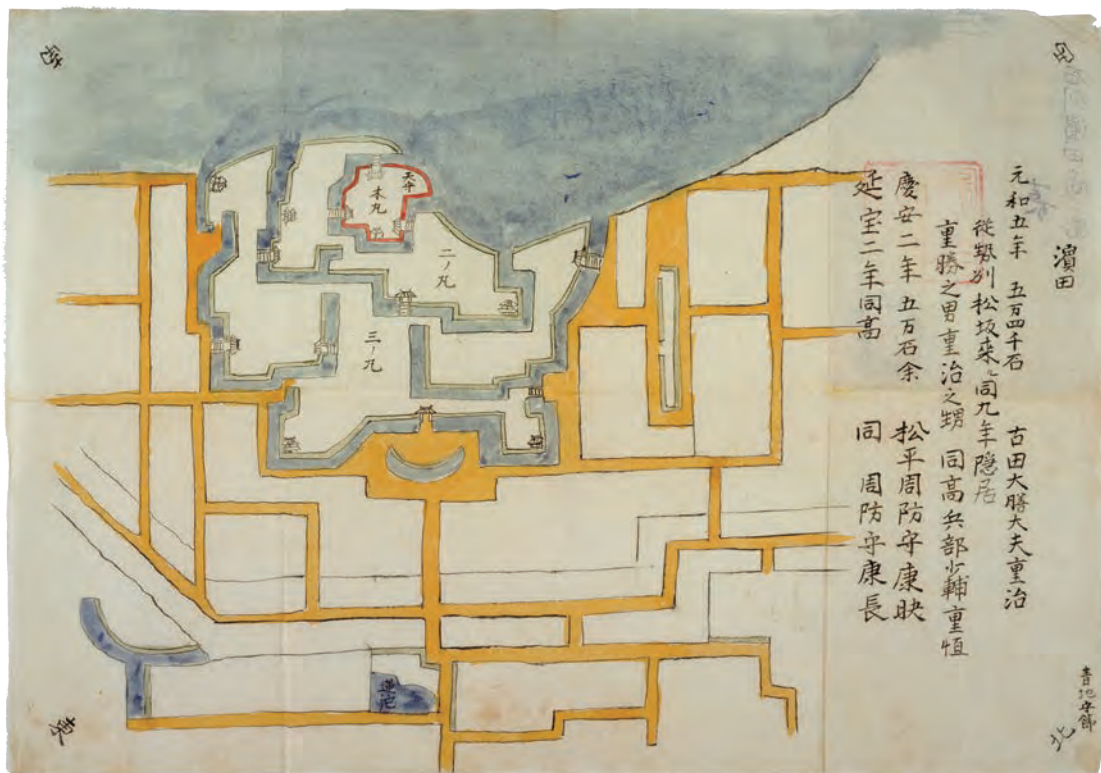 濵田
元和五年 五万四千石 古田大膳大夫重治
従勢州松坂来ル同九年隠居
重勝之男重治之甥 同高兵部少輔重恒
慶安二年 五万石余 松平周防守康映
延宝二年同高 同 周防守康長
西
東
北
天守
本丸
二ノ丸
三ノ丸
蓮池